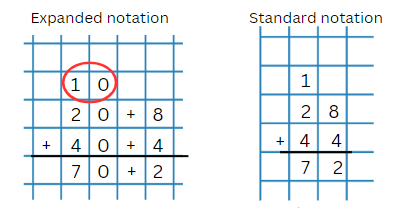 Expanded notation
1 0
2 0 + 8
+ 4 0 + 4
7 0 + 2
Standard notation
1
2 8
+ 4 4
7 2